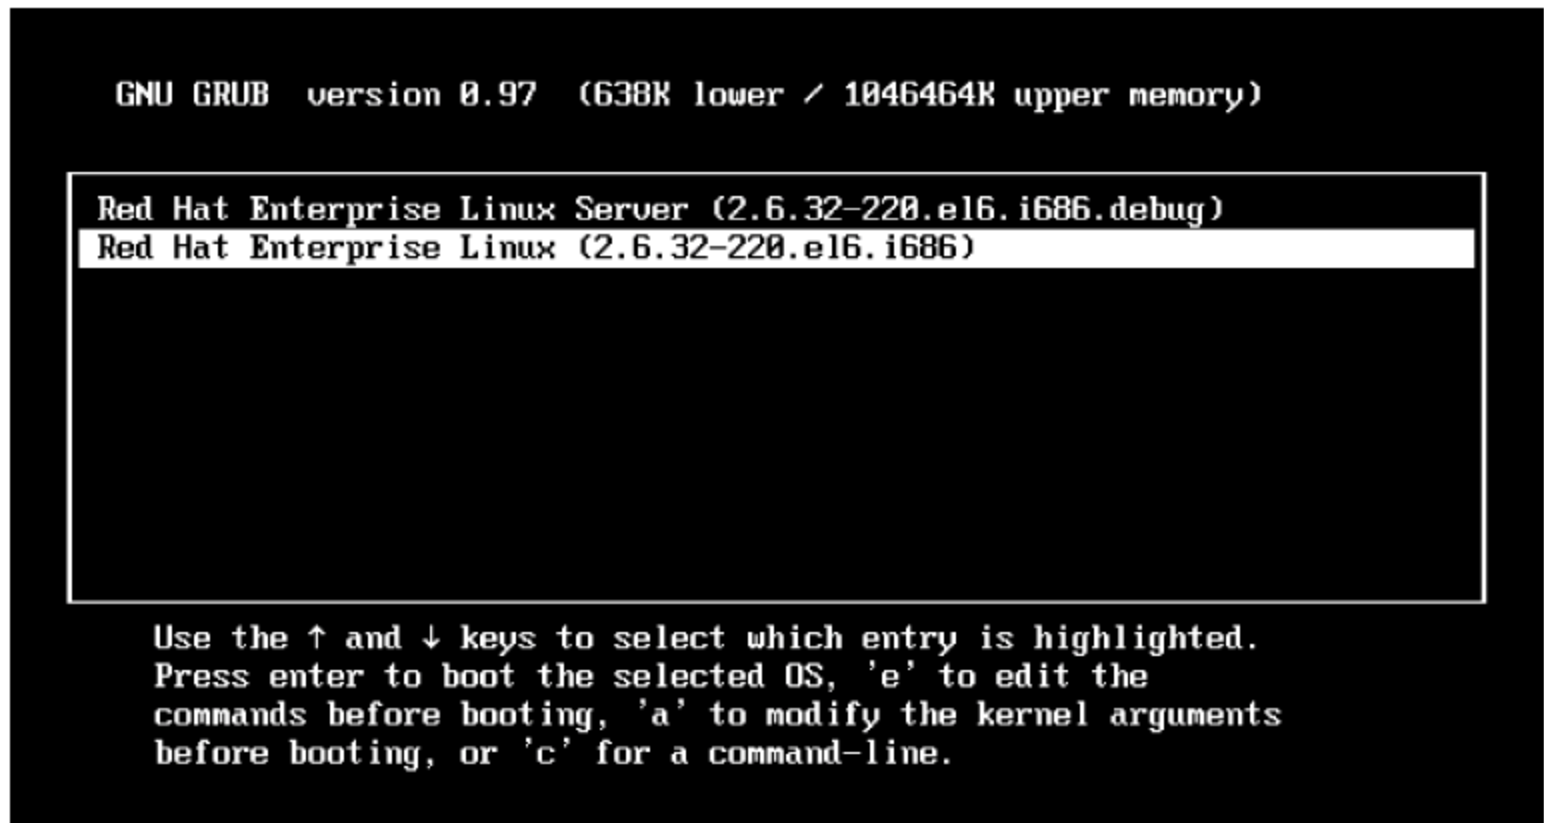 GNU GRUB  version 0.97  (638K lower / 1046464K upper memory)
Red Hat Enterprise Linux Server (2.6.32-220.el6.i686.debug)
Red Hat Enterprise Linux (2.6.32-220.el6.i686)
Use the ↑ and ↓ keys to select which entry is highlighted.
Press enter to boot the selected OS, 'e' to edit the
commands before booting, 'a' to modify the kernel arguments
before booting, or 'c' for a command-line.